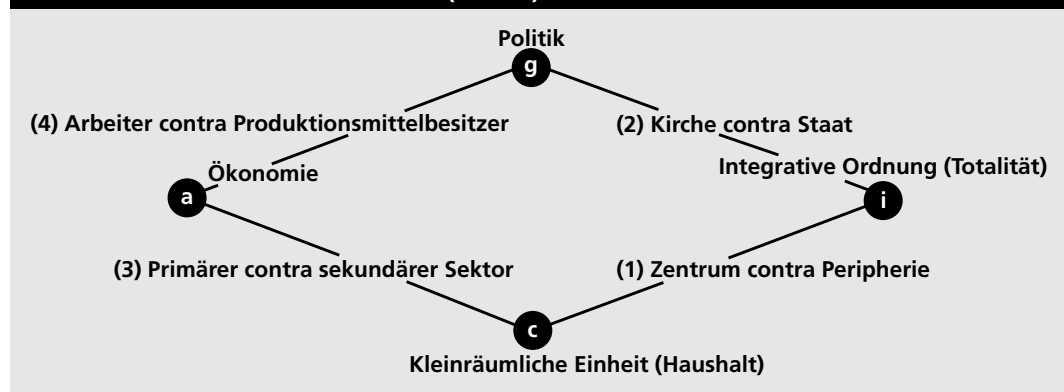 Politik
g
(4) Arbeiter contra Produktionsmittelbesitzer
(2) Kirche contra Staat
Ökonomie
Integrative Ordnung (Totalität)
a
i
(3) Primärer contra sekundärer Sektor
(1) Zentrum contra Peripherie
c
Kleinräumliche Einheit (Haushalt)